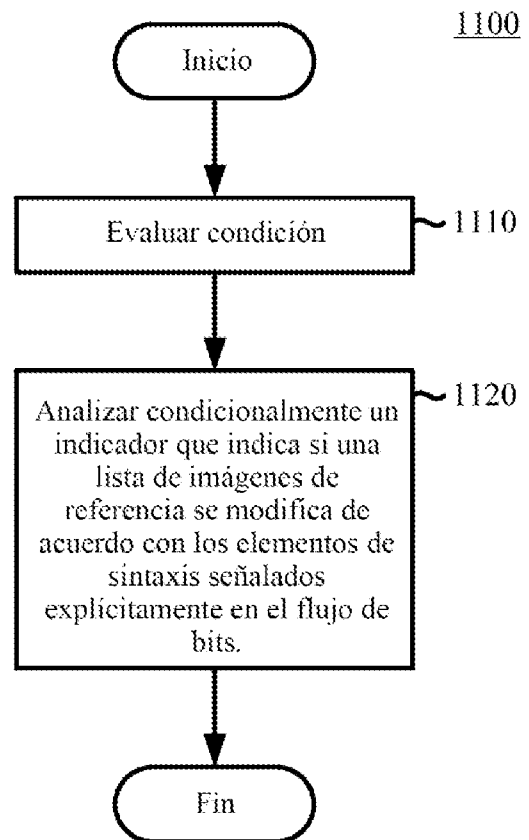 1100
Inicio
Evaluar condición
1110
Analizar condicionalmente un
indicador que indica si una
lista de imágenes de
referencia se modifica de
acuerdo con los elementos de
sintaxis señalados
explícitamente en el flujo de
bits.
1120
Fin